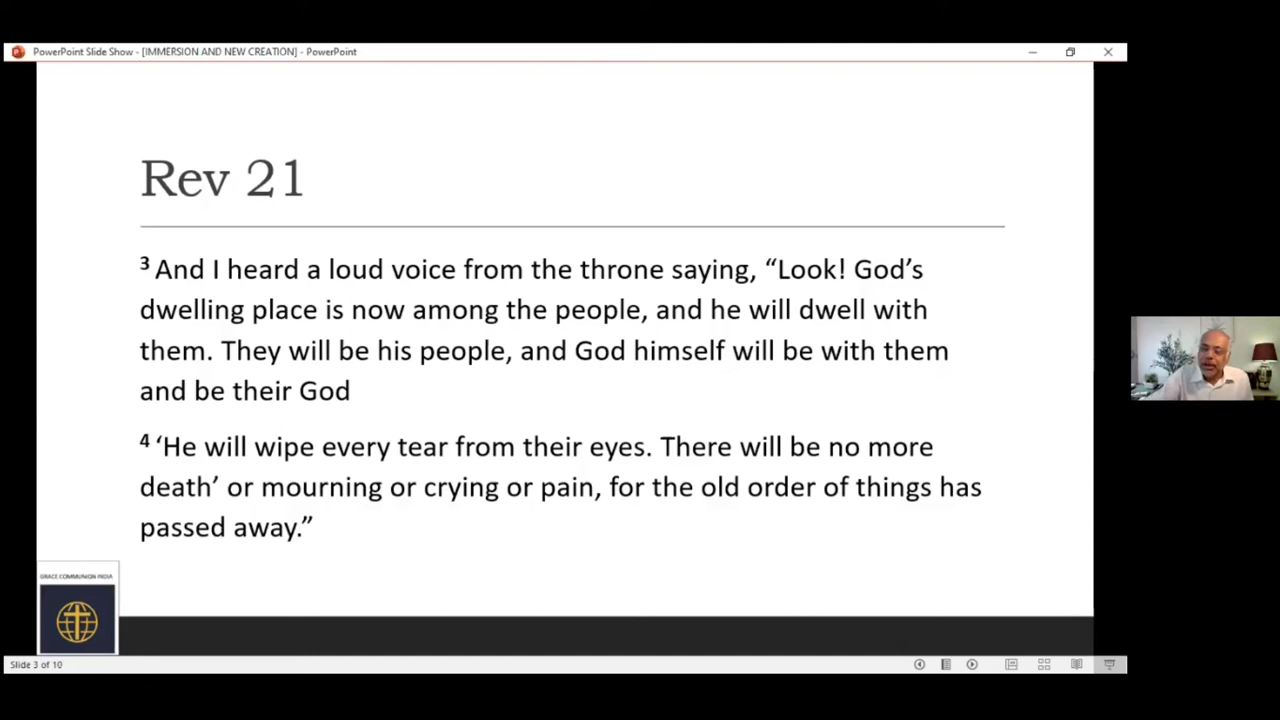 PowerPoint Slide Show - [IMMERSION AND NEW CREATION] - PowerPoint
Rev 21
3 And I heard a loud voice from the throne saying, “Look! God’s
dwelling place is now among the people, and he will dwell with
them. They will be his people, and God himself will be with them
and be their God
4 ‘He will wipe every tear from their eyes. There will be no more
death’ or mourning or crying or pain, for the old order of things has
passed away.”
GRACE COMMUNION INDIA
Slide 3 of 10